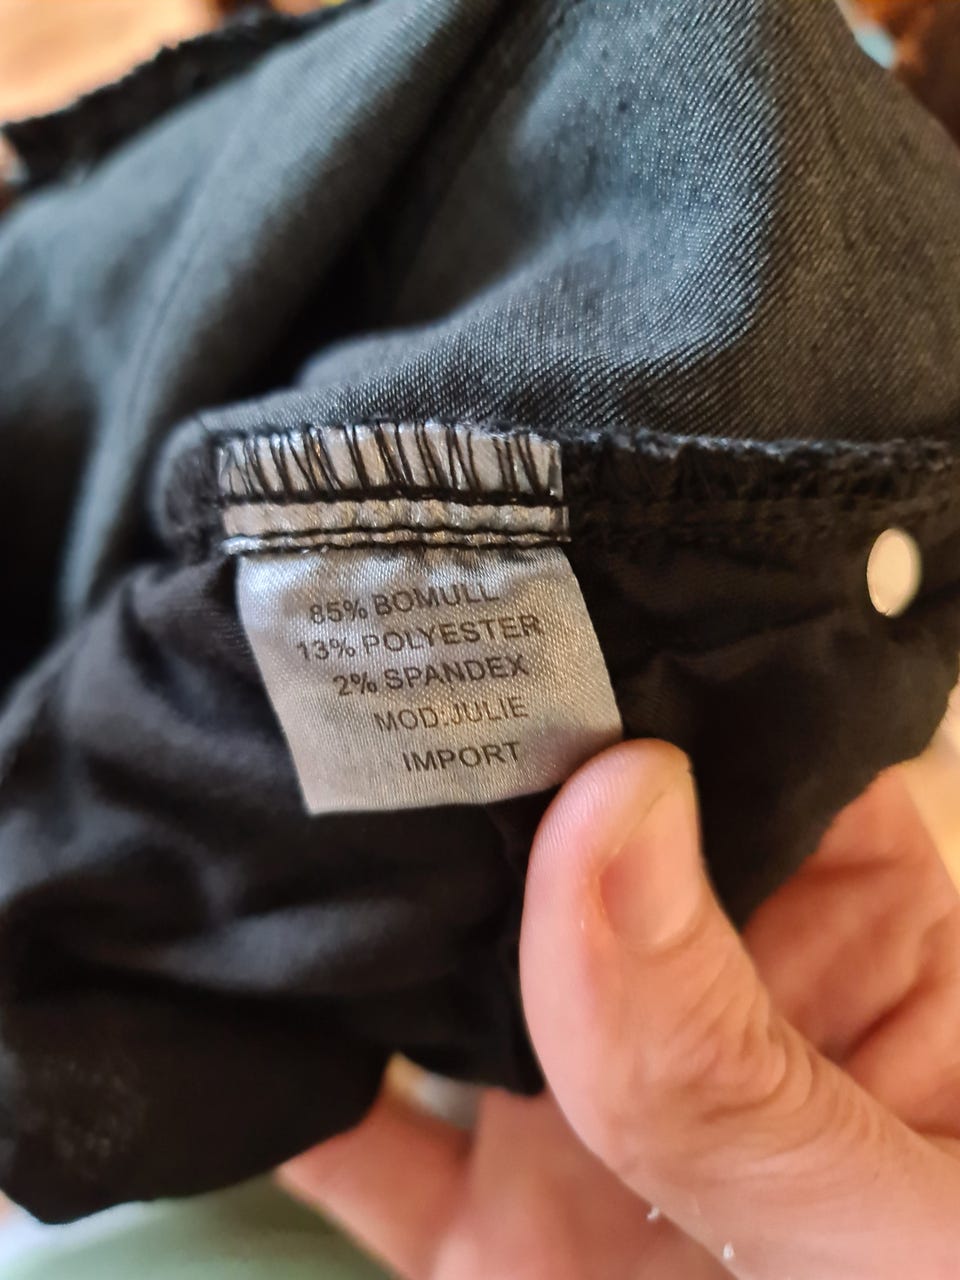 85% BOMULL
13% POLYESTER
2% SPANDEX
MOD:JULIE
IMPORT